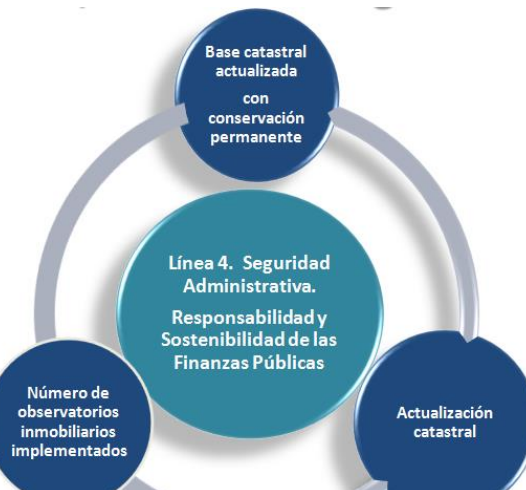 Base catastral
actualizada
con
conservación
permanente
Línea 4. Seguridad
Administrativa.
Responsabilidad y
Sostenibilidad de las
Finanzas Públicas
Número de
observatorios
inmobiliarios
implementados
Actualización
catastral